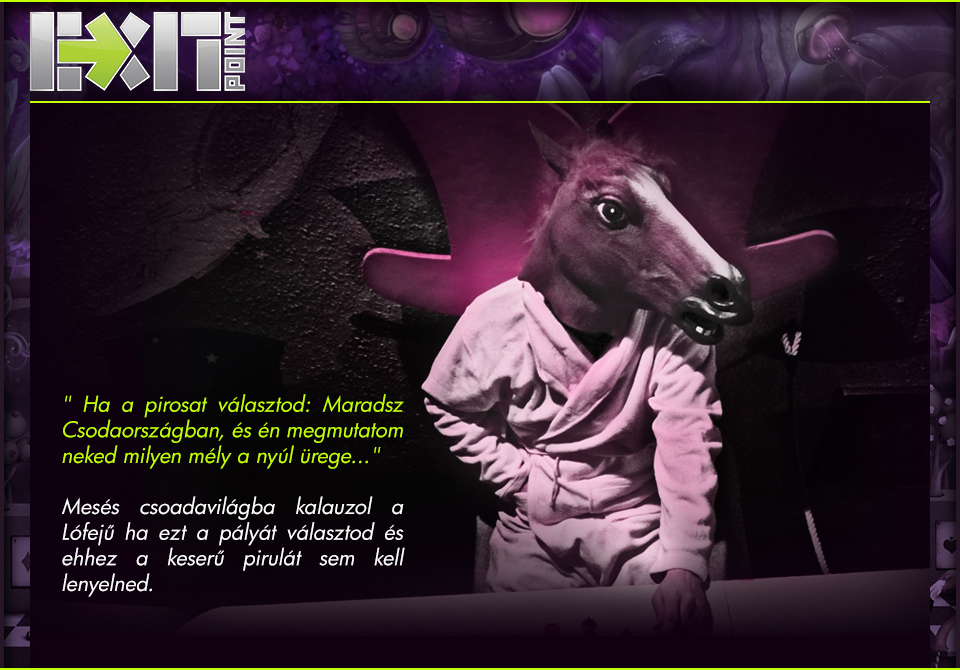 EXIT
POINT
" Ha a pirosat választod: Maradsz
Csodaországban, és én megmutatom
neked milyen mély a nyúl ürege..."
Mesés csoadavilágba kalauzol a
Lófejű ha ezt a pályát választod és
ehhez a keserű pirulát sem kell
lenyelned.